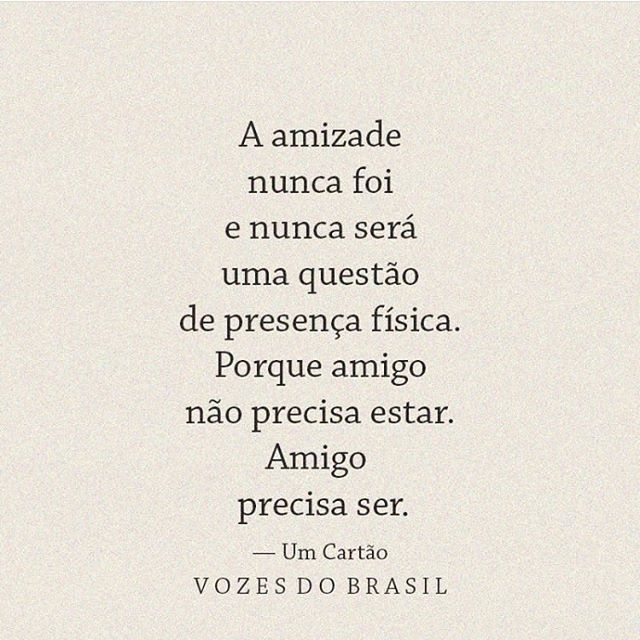 A amizade
nunca foi
e nunca será
uma questão
de presença física.
Porque amigo
não precisa estar.
Amigo
precisa ser.
— Um Cartão
VOZES DO BRASIL